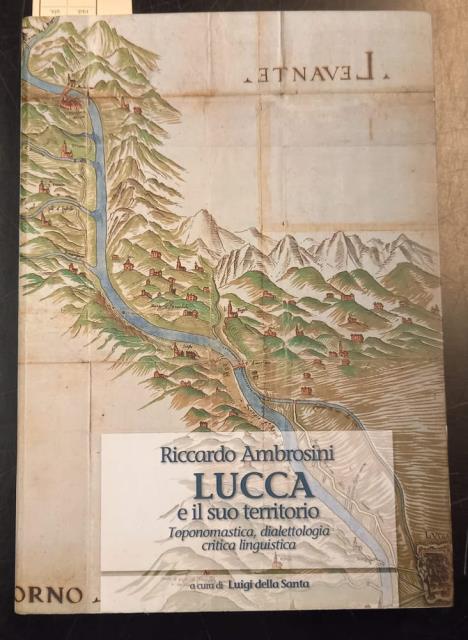 .LEVANTE.
Riccardo Ambrosini
LUCCA
e il suo territorio
Toponomastica, dialettologia
critica linguistica
a cura di Luigi della Santa
ORNO